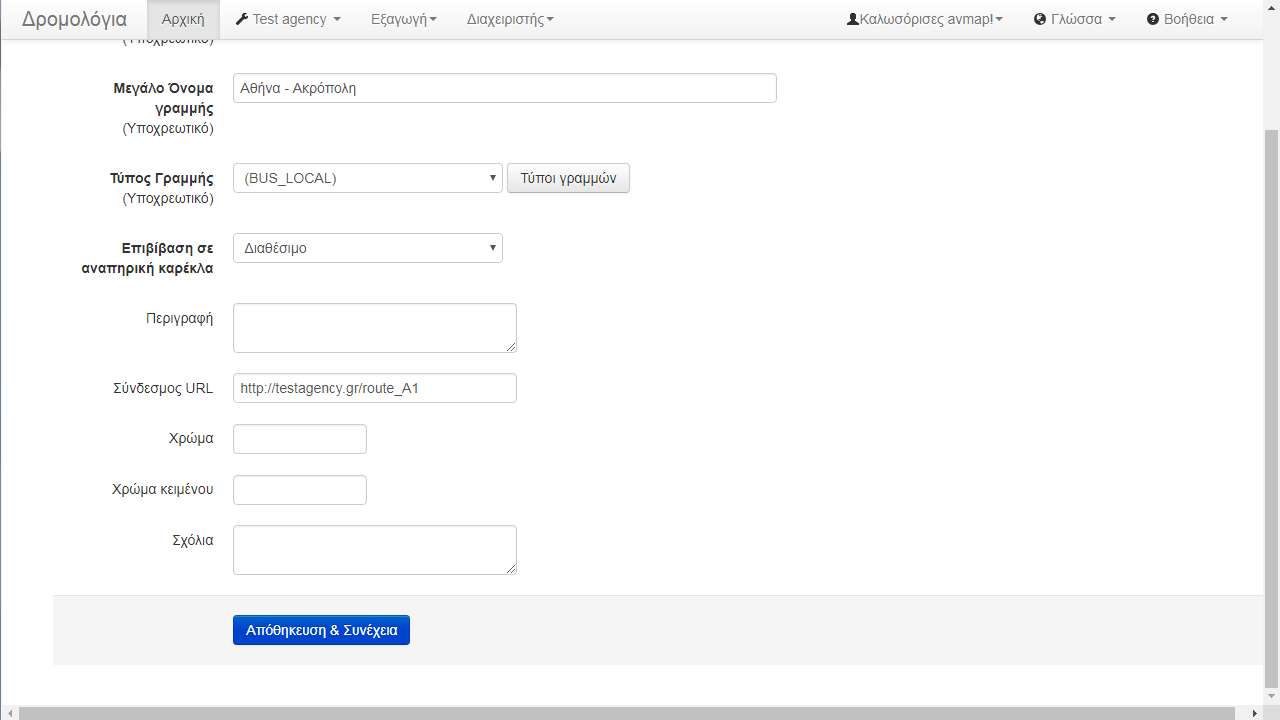 Δρομολόγια Αρχική Test agency Εξαγωγή Διαχειριστής Καλωσόρισες avmap! Γλώσσα Βοήθεια
(Υποχρεωτικό)
Μεγάλο Όνομα Αθήνα - Ακρόπολη
γραμμής
(Υποχρεωτικό)
Τύπος Γραμμής (BUS_LOCAL) Τύποι γραμμών
(Υποχρεωτικό)
Επιβίβαση σε Διαθέσιμο
αναπηρική καρέκλα
Περιγραφή
Σύνδεσμος URL http://testagency.gr/route_A1
Χρώμα
Χρώμα κειμένου
Σχόλια
Απόθηκευση & Συνέχεια